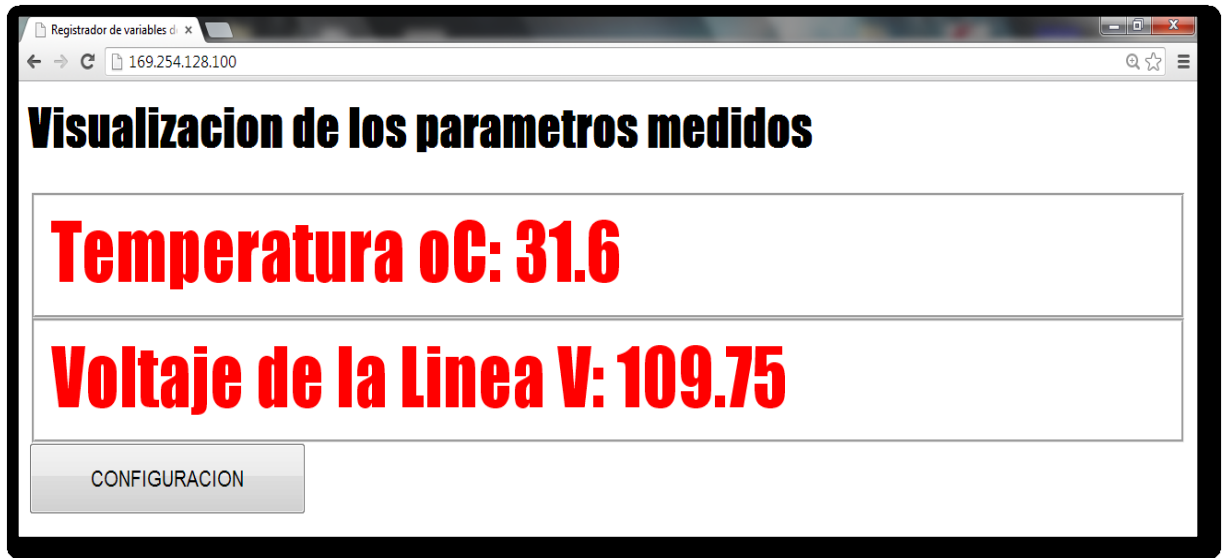 Registrador de variables d
169.254.128.100
Visualizacion de los parametros medidos
Temperatura oC: 31.6
Voltaje de la Linea V: 109.75
CONFIGURACION